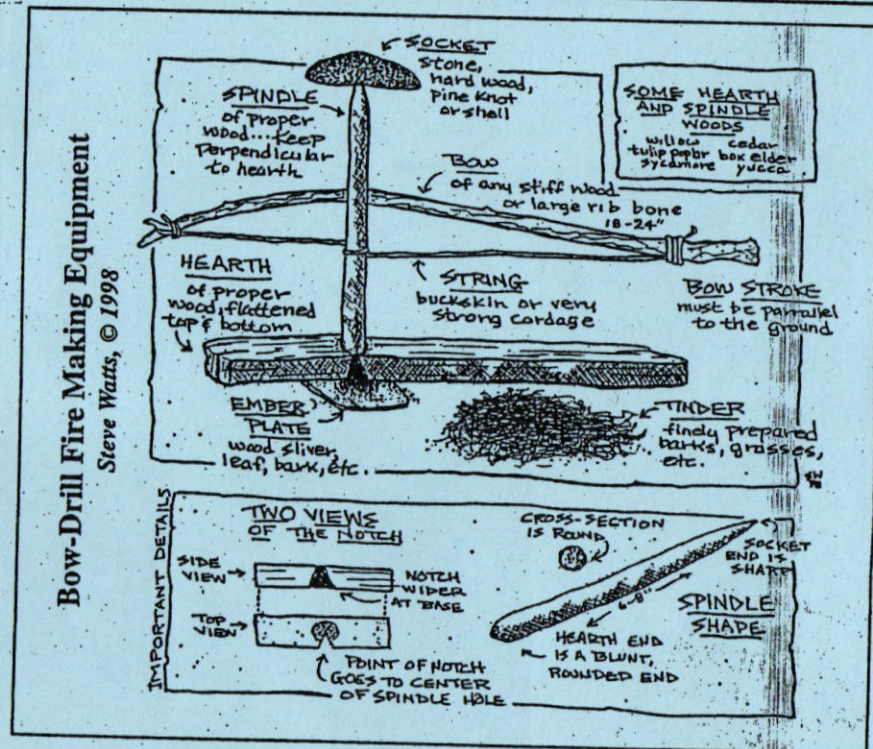 Bow-Drill Fire Making Equipment
Steve Watts, © 1998
SOCKET
stone,
hard wood,
pine knot
or shell
SPINDLE
of proper
wood...keep
perpendicular
to hearth
SOME HEARTH
AND SPINDLE
WOODS
willow cedar
tulip poplr box elder
sycamore yucca
BOW
of any stiff wood
or large rib bone
18-24"
HEARTH
of proper
wood, flattened
top & bottom
STRING
buckskin or very
strong cordage
BOW STROKE
must be parrallel
to the ground
EMBER
PLATE
wood sliver,
leaf, bark, etc.
TINDER
finely prepared
barks, grasses,
etc.
IMPORTANT DETAILS
TWO VIEWS
OF THE NOTCH
SIDE
VIEW
NOTCH
WIDER
AT BASE
TOP
VIEW
POINT OF NOTCH
GOES TO CENTER
OF SPINDLE HOLE
CROSS-SECTION
IS ROUND
SOCKET
END IS
SHARP
6-8"
SPINDLE
SHAPE
HEARTH END
IS A BLUNT,
ROUNDED END